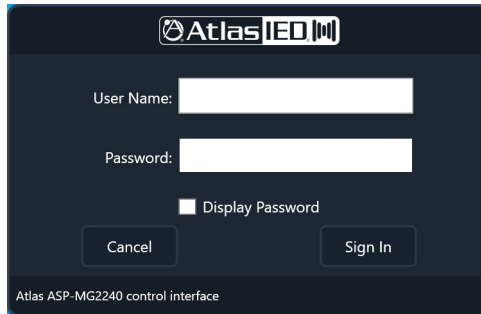 AtlasIED
User Name:
Password:
Display Password
Cancel Sign In
Atlas ASP-MG2240 control interface